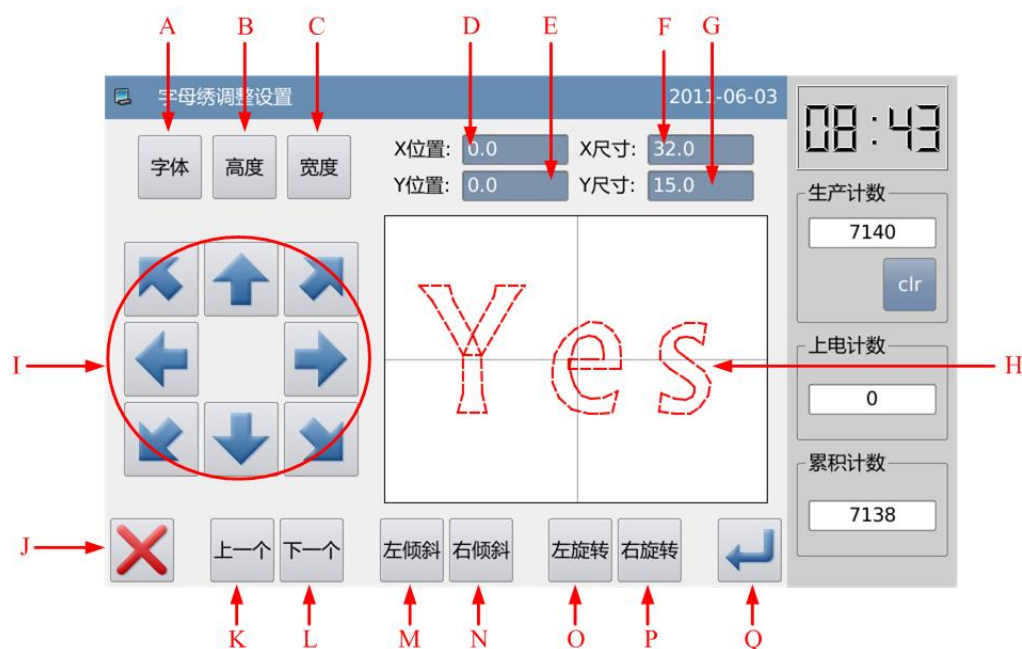 A B C D E F G
字母绣调整设置 2011-06-03
08:43
字体 高度 宽度
X位置: 0.0 X尺寸: 32.0
Y位置: 0.0 Y尺寸: 15.0
生产计数
7140
clr
Yes
I
H
上电计数
0
累积计数
7138
J
上一个 下一个 左倾斜 右倾斜 左旋转 右旋转
K L M N O P Q